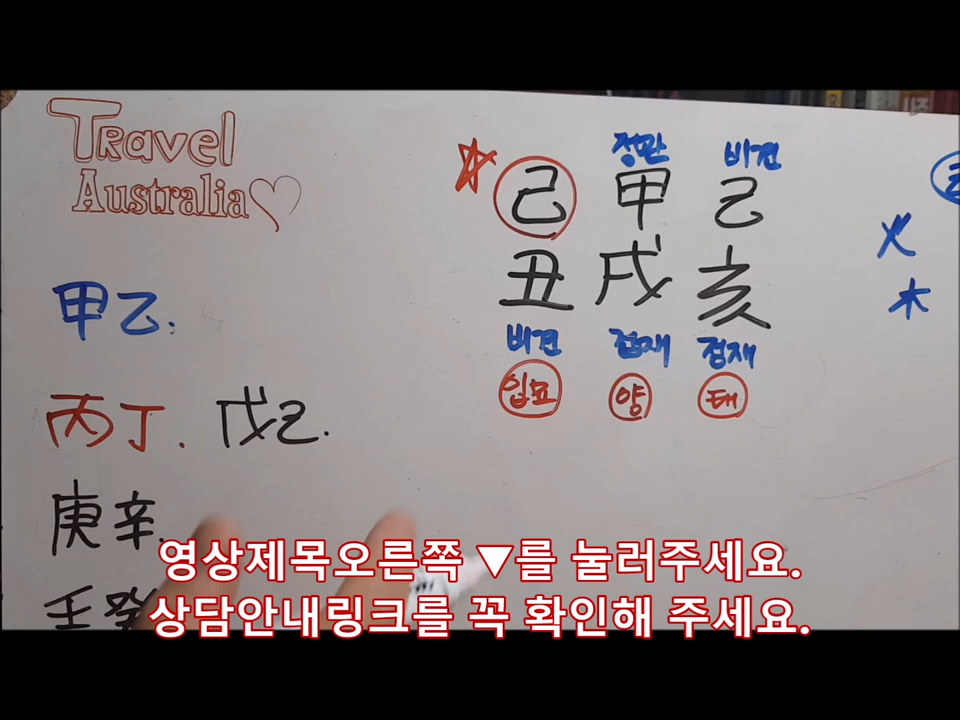 Travel
Australia
정관 비견
己 甲 己
丑 戌 亥
비견 겁재 겁재
입묘 양 태
火
木
甲乙.
丙丁. 戊己.
庚辛.
壬癸
영상제목오른쪽 ▼를 눌러주세요.
상담안내링크를 꼭 확인해 주세요.